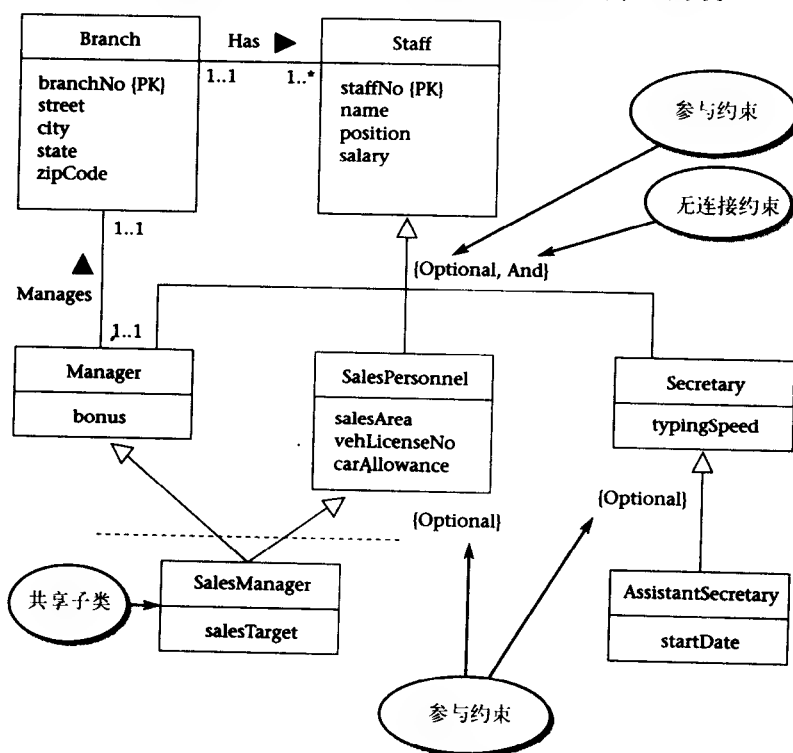 Branch
Has
Staff
branchNo {PK}
street
city
state
zipCode
1..1
1..*
staffNo {PK}
name
position
salary
参与约束
无连接约束
1..1
{Optional, And}
Manages
1..1
Manager
bonus
SalesPersonnel
salesArea
vehLicenseNo
carAllowance
Secretary
typingSpeed
{Optional}
{Optional}
共享子类
SalesManager
salesTarget
AssistantSecretary
startDate
参与约束